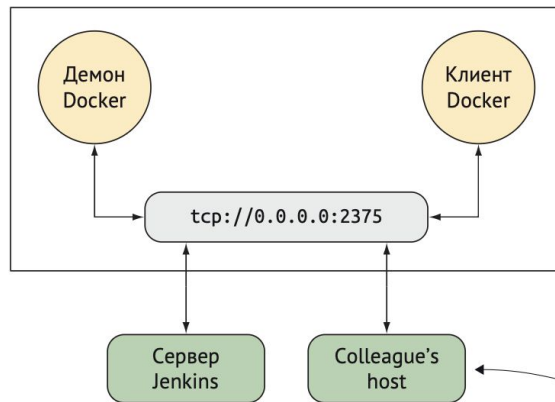 Демон
Docker
Клиент
Docker
tcp://0.0.0.0:2375
Сервер
Jenkins
Colleague's
host